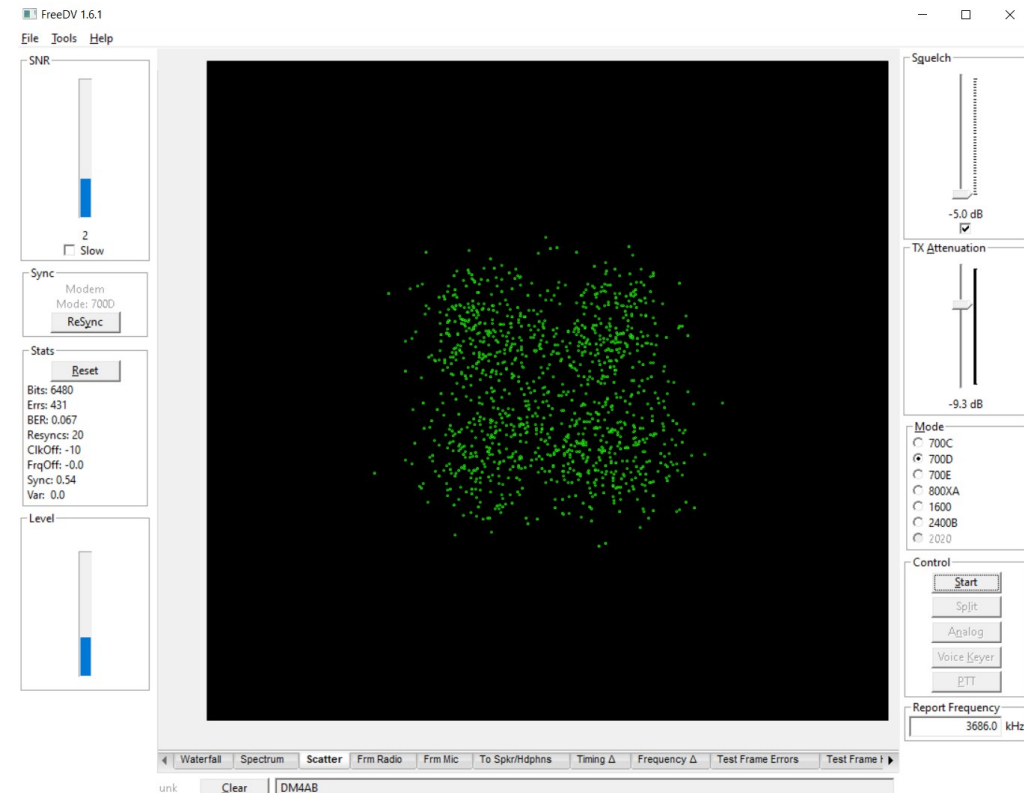 FreeDV 1.6.1
File Tools Help
SNR
2
Slow
Sync
Modem
Mode: 700D
ReSync
Stats
Reset
Bits: 6480
Errs: 431
BER: 0.067
Resyncs: 20
ClkOff: -10
FrqOff: -0.0
Sync: 0.54
Var: 0.0
Level
Squelch
-5.0 dB
TX Attenuation
-9.3 dB
Mode
700C
700D
700E
800XA
1600
2400B
2020
Control
Start
Split
Analog
Voice Keyer
PTT
Report Frequency
3686.0 kHz
Waterfall Spectrum Scatter Frm Radio Frm Mic To Spkr/Hdphns Timing Δ Frequency Δ Test Frame Errors Test Frame
unk Clear DM4AB